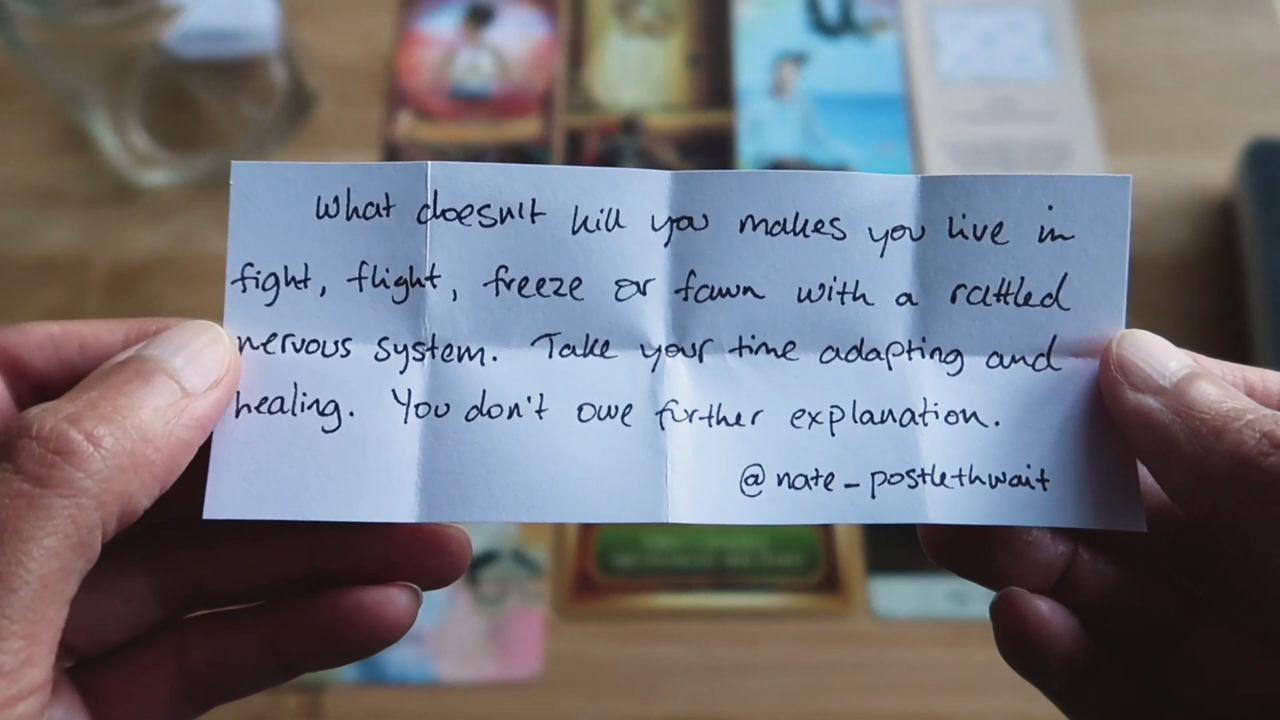 What doesn't kill you makes you live in
fight, flight, freeze or fawn with a rattled
nervous system. Take your time adapting and
healing. You don't owe further explanation.
@nate_postlethwait